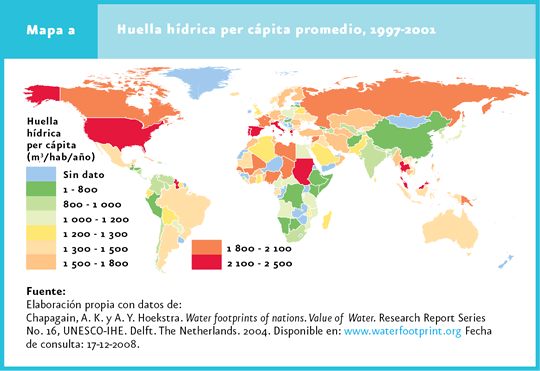 Mapa a
Huella hídrica per cápita promedio, 1997-2001
Huella
hídrica
per cápita
(m³/hab/año)
Sin dato
1 - 800
800 - 1 000
1 000 - 1 200
1 200 - 1 300
1 300 - 1 500
1 500 - 1 800
1 800 - 2 100
2 100 - 2 500
Fuente:
Elaboración propia con datos de:
Chapagain, A. K. y A. Y. Hoekstra. Water footprints of nations. Value of Water. Research Report Series
No. 16, UNESCO-IHE. Delft. The Netherlands. 2004. Disponible en: www.waterfootprint.org Fecha
de consulta: 17-12-2008.